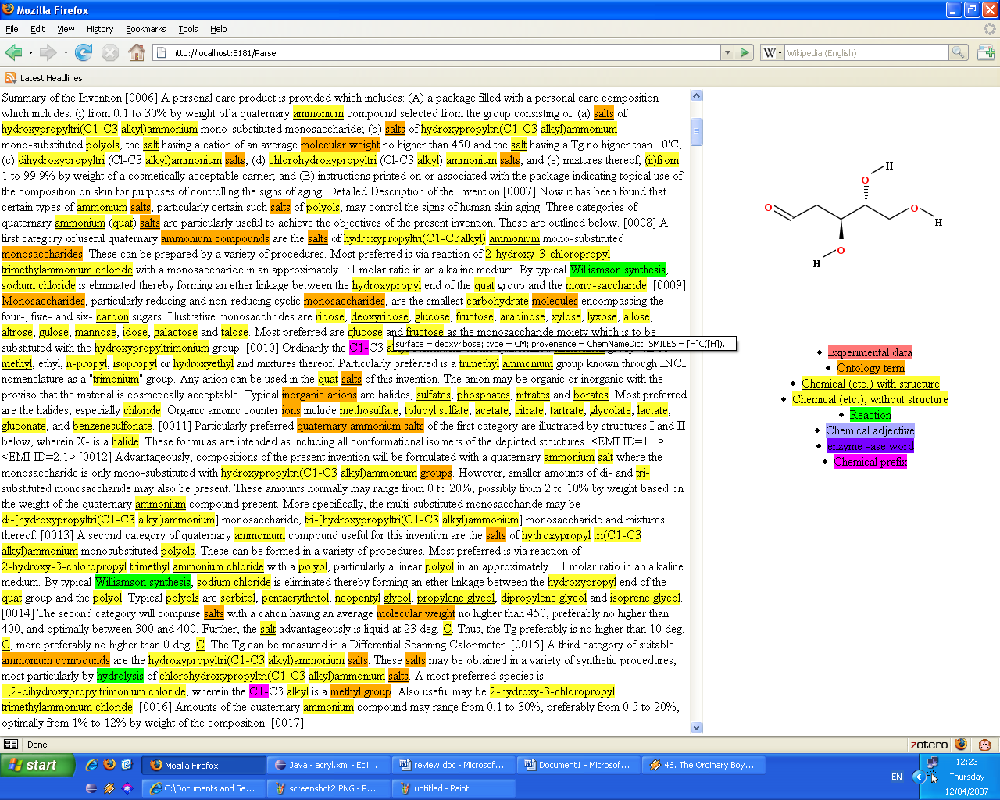 Mozilla Firefox
File Edit View History Bookmarks Tools Help
http://localhost:8181/Parse
W Wikipedia (English)
Latest Headlines
Summary of the Invention [0006] A personal care product is provided which includes: (A) a package filled with a personal care composition
which includes: (i) from 0.1 to 30% by weight of a quaternary ammonium compound selected from the group consisting of: (a) salts of
hydroxypropyltri(C1-C3 alkyl)ammonium mono-substituted monosaccharide; (b) salts of hydroxypropyltri(C1-C3 alkyl)ammonium
mono-substituted polyols, the salt having a cation of an average molecular weight no higher than 450 and the salt having a Tg no higher than 10'C;
(c) dihydroxypropyltri (Cl-C3 alkyl)ammonium salts; (d) chlorohydroxypropyltri (Cl-C3 alkyl) ammonium salts; and (e) mixtures thereof; (ii)from
1 to 99.9% by weight of a cosmetically acceptable carrier; and (B) instructions printed on or associated with the package indicating topical use of
the composition on skin for purposes of controlling the signs of aging. Detailed Description of the Invention [0007] Now it has been found that
certain types of ammonium salts, particularly certain such salts of polyols, may control the signs of human skin aging. Three categories of
quaternary ammonium (quat) salts are particularly useful to achieve the objectives of the present invention. These are outlined below. [0008] A
first category of useful quaternary ammonium compounds are the salts of hydroxypropyltri(C1-C3alkyl) ammonium mono-substituted
monosaccharides. These can be prepared by a variety of procedures. Most preferred is via reaction of 2-hydroxy-3-chloropropyl
trimethylammonium chloride with a monosaccharide in an approximately 1:1 molar ratio in an alkaline medium. By typical Williamson synthesis,
sodium chloride is eliminated thereby forming an ether linkage between the hydroxypropyl end of the quat group and the mono-saccharide. [0009]
Monosaccharides, particularly reducing and non-reducing cyclic monosaccharides, are the smallest carbohydrate molecules encompassing the
four-, five- and six- carbon sugars. Illustrative monosacchrides are ribose, deoxyribose, glucose, fructose, arabinose, xylose, lyxose, allose,
altrose, gulose, mannose, idose, galactose and talose. Most preferred are glucose and fructose as the monosaccharide moiety which is to be
substituted with the hydroxypropyltrimonium group. [0010] Ordinarily the C1-C3
surface = deoxyribose; type = CM; provenance = ChemNameDict; SMILES = [H]C([H])...
methyl, ethyl, n-propyl, isopropyl or hydroxyethyl and mixtures thereof. Particularly preferred is a trimethyl ammonium group known through INCI
nomenclature as a "trimonium" group. Any anion can be used in the quat salts of this invention. The anion may be organic or inorganic with the
proviso that the material is cosmetically acceptable. Typical inorganic anions are halides, sulfates, phosphates, nitrates and borates. Most preferred
are the halides, especially chloride. Organic anionic counter ions include methosulfate, toluoyl sulfate, acetate, citrate, tartrate, glycolate, lactate,
gluconate, and benzenesulfonate. [0011] Particularly preferred quaternary ammonium salts of the first category are illustrated by structures I and II
below, wherein X- is a halide. These formulas are intended as including all comformational isomers of the depicted structures. <EMI ID=1.1>
<EMI ID=2.1> [0012] Advantageously, compositions of the present invention will be formulated with a quaternary ammonium salt where the
monosaccharide is only mono-substituted with hydroxypropyltri(C1-C3 alkyl)ammonium groups. However, smaller amounts of di- and tri-
substituted monosaccharide may also be present. These amounts normally may range from 0 to 20%, possibly from 2 to 10% by weight based on
the weight of the quaternary ammonium compound present. More specifically, the multi-substituted monosaccharide may be
di-[hydroxypropyltri(C1-C3 alkyl)ammonium] monosaccharide, tri-[hydroxypropyltri(C1-C3 alkyl)ammonium] monosaccharide and mixtures
thereof. [0013] A second category of quaternary ammonium compound useful for this invention are the salts of hydroxypropyl tri(C1-C3
alkyl)ammonium monosubstituted polyols. These can be formed in a variety of procedures. Most preferred is via reaction of
2-hydroxy-3-chloropropyl trimethyl ammonium chloride with a polyol, particularly a linear polyol in an approximately 1:1 molar ratio in an alkaline
medium. By typical Williamson synthesis, sodium chloride is eliminated thereby forming an ether linkage between the hydroxypropyl end of the
quat group and the polyol. Typical polyols are sorbitol, pentaerythritol, neopentyl glycol, propylene glycol, dipropylene glycol and isoprene glycol.
[0014] The second category will comprise salts with a cation having an average molecular weight no higher than 450, preferably no higher than
400, and optimally between 300 and 400. Further, the salt advantageously is liquid at 23 deg. C. Thus, the Tg preferably is no higher than 10 deg.
C, more preferably no higher than 0 deg. C. The Tg can be measured in a Differential Scanning Calorimeter. [0015] A third category of suitable
ammonium compounds are the hydroxypropyltri(C1-C3 alkyl)ammonium salts. These salts may be obtained in a variety of synthetic procedures,
most particularly by hydrolysis of chlorohydroxypropyltri(C1-C3 alkyl)ammonium salts. A most preferred species is
1,2-dihydroxypropyltrimonium chloride, wherein the C1-C3 alkyl is a methyl group. Also useful may be 2-hydroxy-3-chloropropyl
trimethylammonium chloride. [0016] Amounts of the quaternary ammonium compound may range from 0.1 to 30%, preferably from 0.5 to 20%,
optimally from 1% to 12% by weight of the composition. [0017]
H
O
O O
H
O
H
Experimental data
Ontology term
Chemical (etc.) with structure
Chemical (etc.), without structure
Reaction
Chemical adjective
enzyme -ase word
Chemical prefix
Done
zotero
start
Mozilla Firefox
Java - acryl.xml - Ecli...
review.doc - Microsof...
Document1 - Microsof...
46. The Ordinary Boy...
C:\Documents and Se...
screenshot2.PNG - P...
untitled - Paint
EN
12:23
Thursday
12/04/2007